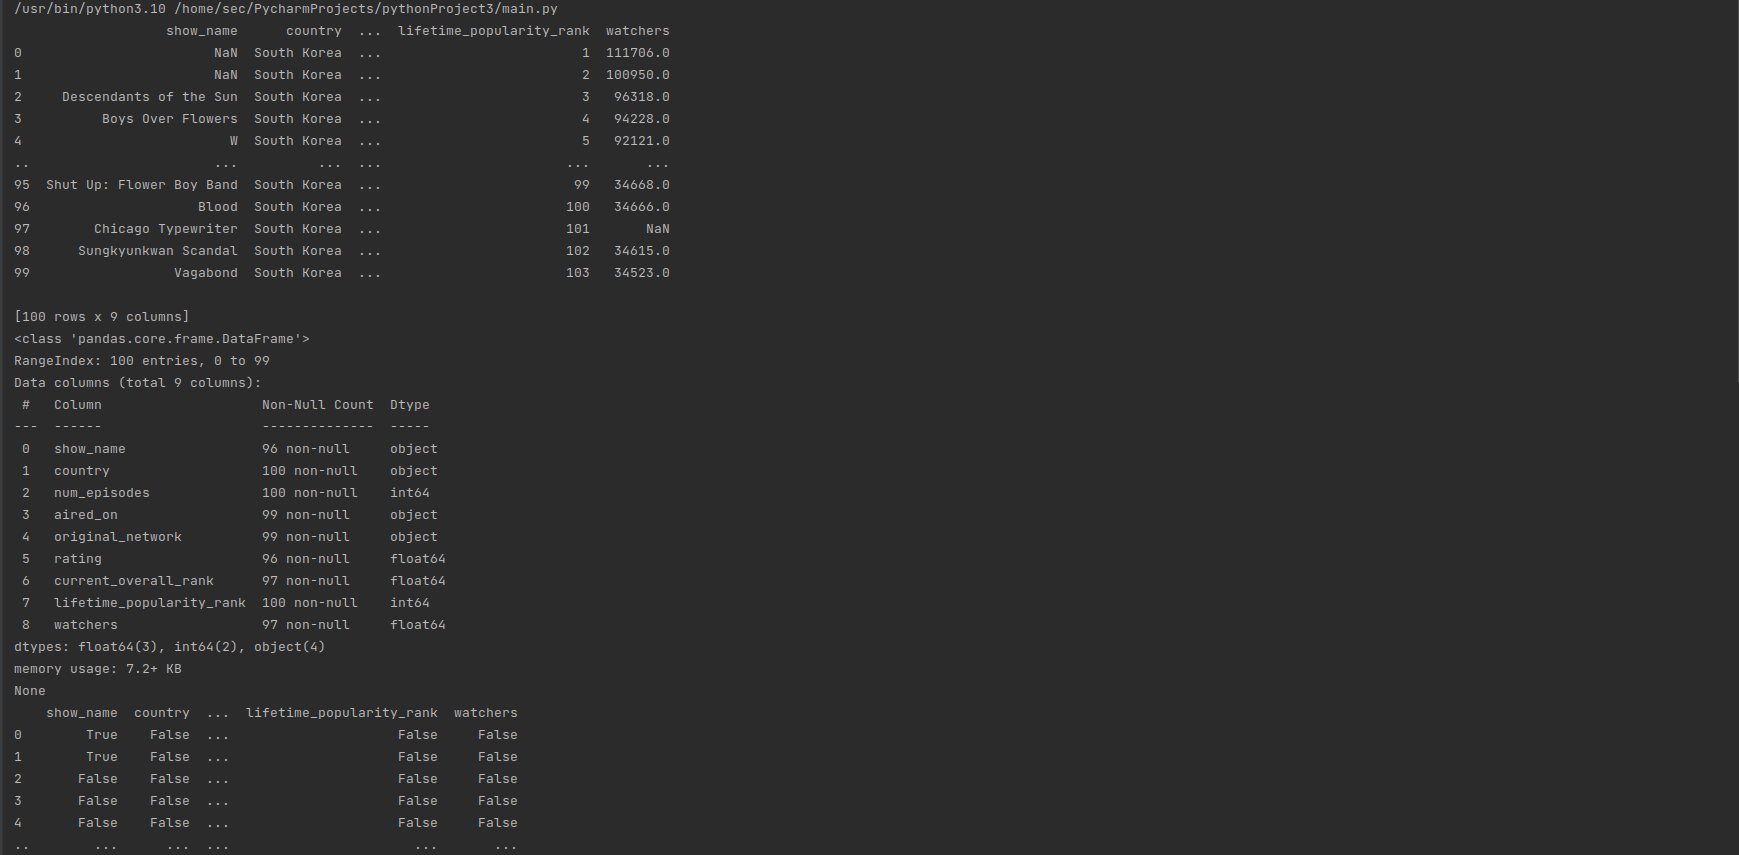 /usr/bin/python3.10 /home/sec/PycharmProjects/pythonProject3/main.py
                   show_name      country  ...  lifetime_popularity_rank  watchers
0                        NaN  South Korea  ...                         1  111706.0
1                        NaN  South Korea  ...                         2  100950.0
2     Descendants of the Sun  South Korea  ...                         3   96318.0
3          Boys Over Flowers  South Korea  ...                         4   94228.0
4                          W  South Korea  ...                         5   92121.0
..                       ...          ...  ...                       ...       ...
95  Shut Up: Flower Boy Band  South Korea  ...                        99   34668.0
96                     Blood  South Korea  ...                       100   34666.0
97        Chicago Typewriter  South Korea  ...                       101       NaN
98      Sungkyunkwan Scandal  South Korea  ...                       102   34615.0
99                  Vagabond  South Korea  ...                       103   34523.0
[100 rows x 9 columns]
<class 'pandas.core.frame.DataFrame'>
RangeIndex: 100 entries, 0 to 99
Data columns (total 9 columns):
 #   Column                    Non-Null Count  Dtype
---  ------                    --------------  -----
 0   show_name                 96 non-null     object
 1   country                   100 non-null    object
 2   num_episodes              100 non-null    int64
 3   aired_on                  99 non-null     object
 4   original_network          99 non-null     object
 5   rating                    96 non-null     float64
 6   current_overall_rank      97 non-null     float64
 7   lifetime_popularity_rank  100 non-null    int64
 8   watchers                  97 non-null     float64
dtypes: float64(3), int64(2), object(4)
memory usage: 7.2+ KB
None
    show_name  country  ...  lifetime_popularity_rank  watchers
0        True    False  ...                     False     False
1        True    False  ...                     False     False
2       False    False  ...                     False     False
3       False    False  ...                     False     False
4       False    False  ...                     False     False
..        ...      ...  ...                       ...       ...